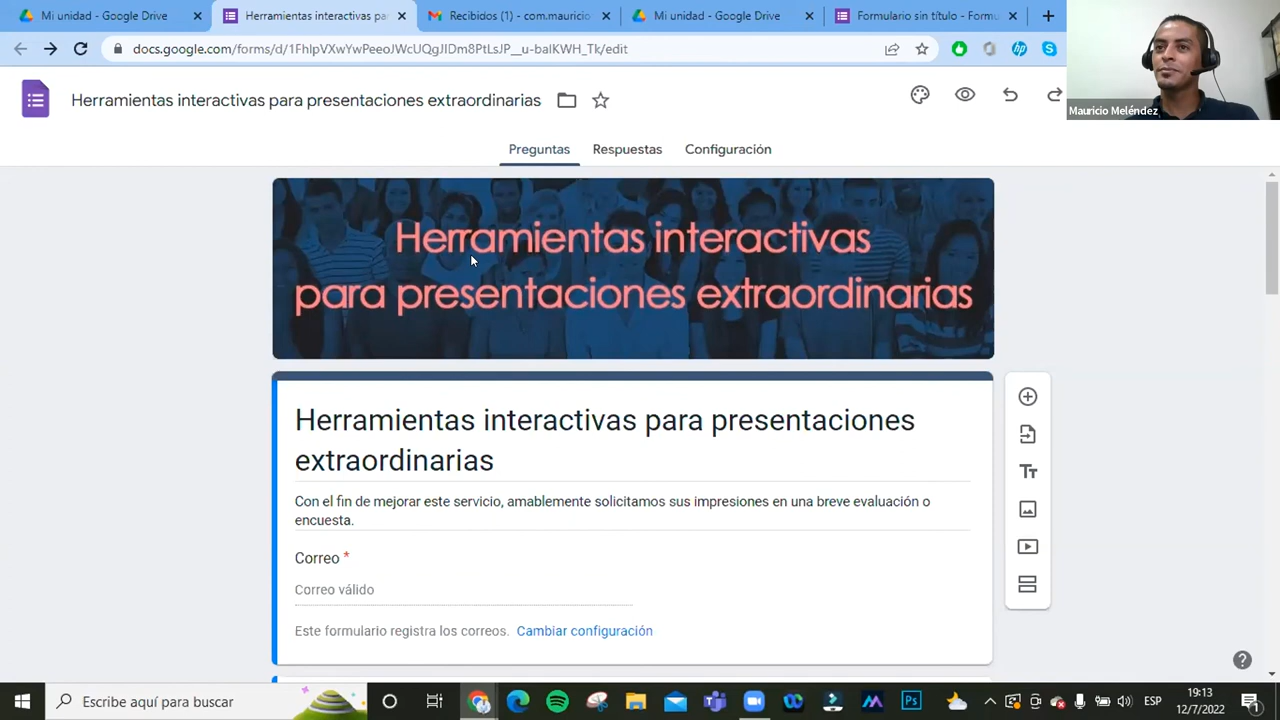 Mi unidad - Google Drive
Herramientas interactivas pa
Recibidos (1) - com.mauricio
Mi unidad - Google Drive
Formulario sin título - Formu
docs.google.com/forms/d/1FhlpVXwYwPeeoJWcUQgJIDm8PtLsJP__u-balKWH_Tk/edit
Herramientas interactivas para presentaciones extraordinarias
Mauricio Meléndez
Preguntas Respuestas Configuración
Herramientas interactivas
para presentaciones extraordinarias
Herramientas interactivas para presentaciones
extraordinarias
Con el fin de mejorar este servicio, amablemente solicitamos sus impresiones en una breve evaluación o
encuesta.
Correo *
Correo válido
Este formulario registra los correos. Cambiar configuración
Escribe aquí para buscar
ESP
19:13
12/7/2022